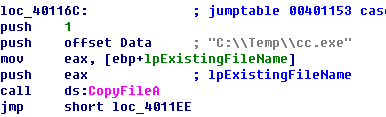 loc_40116C: ; jumptable 00401153 cas
push 1
push offset Data ; "C:\\Temp\\cc.exe"
mov eax, [ebp+lpExistingFileName]
push eax ; lpExistingFileName
call ds:CopyFileA
jmp short loc_4011EE